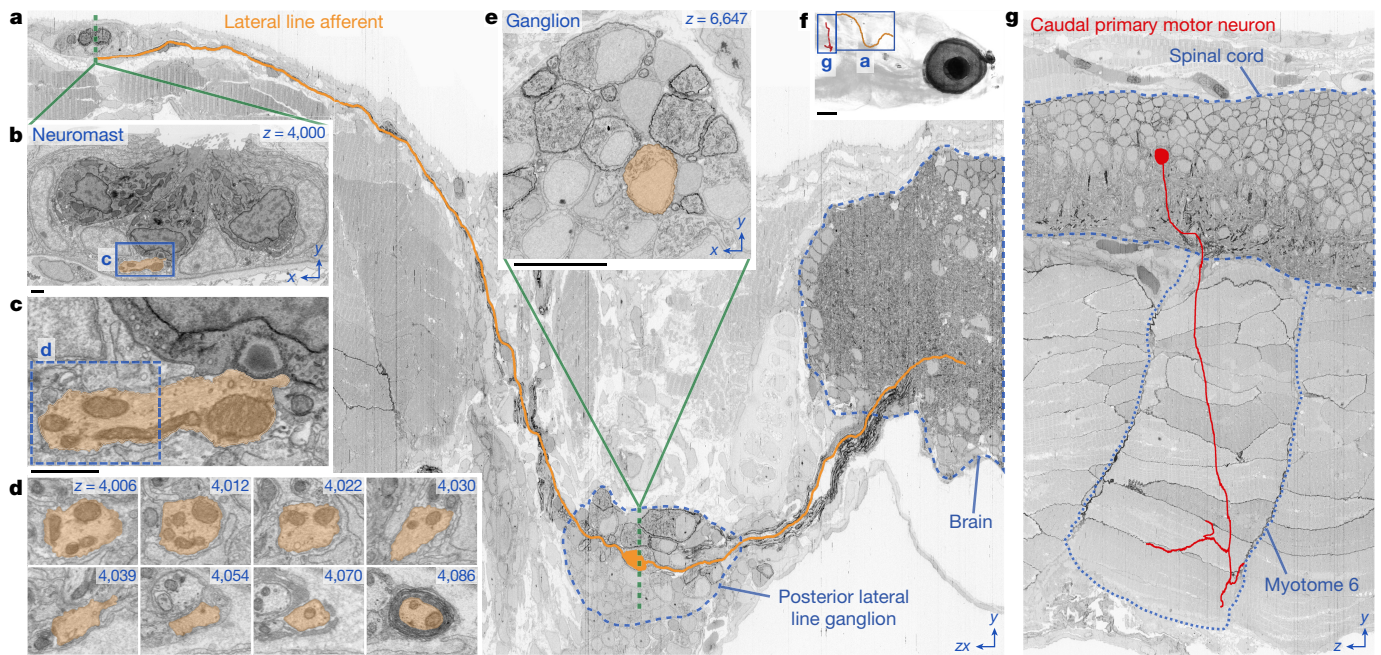 a
Lateral line afferent
b
Neuromast
z = 4,000
c
y
x
c
d
d
z = 4,006
4,012
4,022
4,030
4,039
4,054
4,070
4,086
e
Ganglion
z = 6,647
y
x
f
g
a
Brain
Posterior lateral
line ganglion
y
zx
g
Caudal primary motor neuron
Spinal cord
Myotome 6
y
z